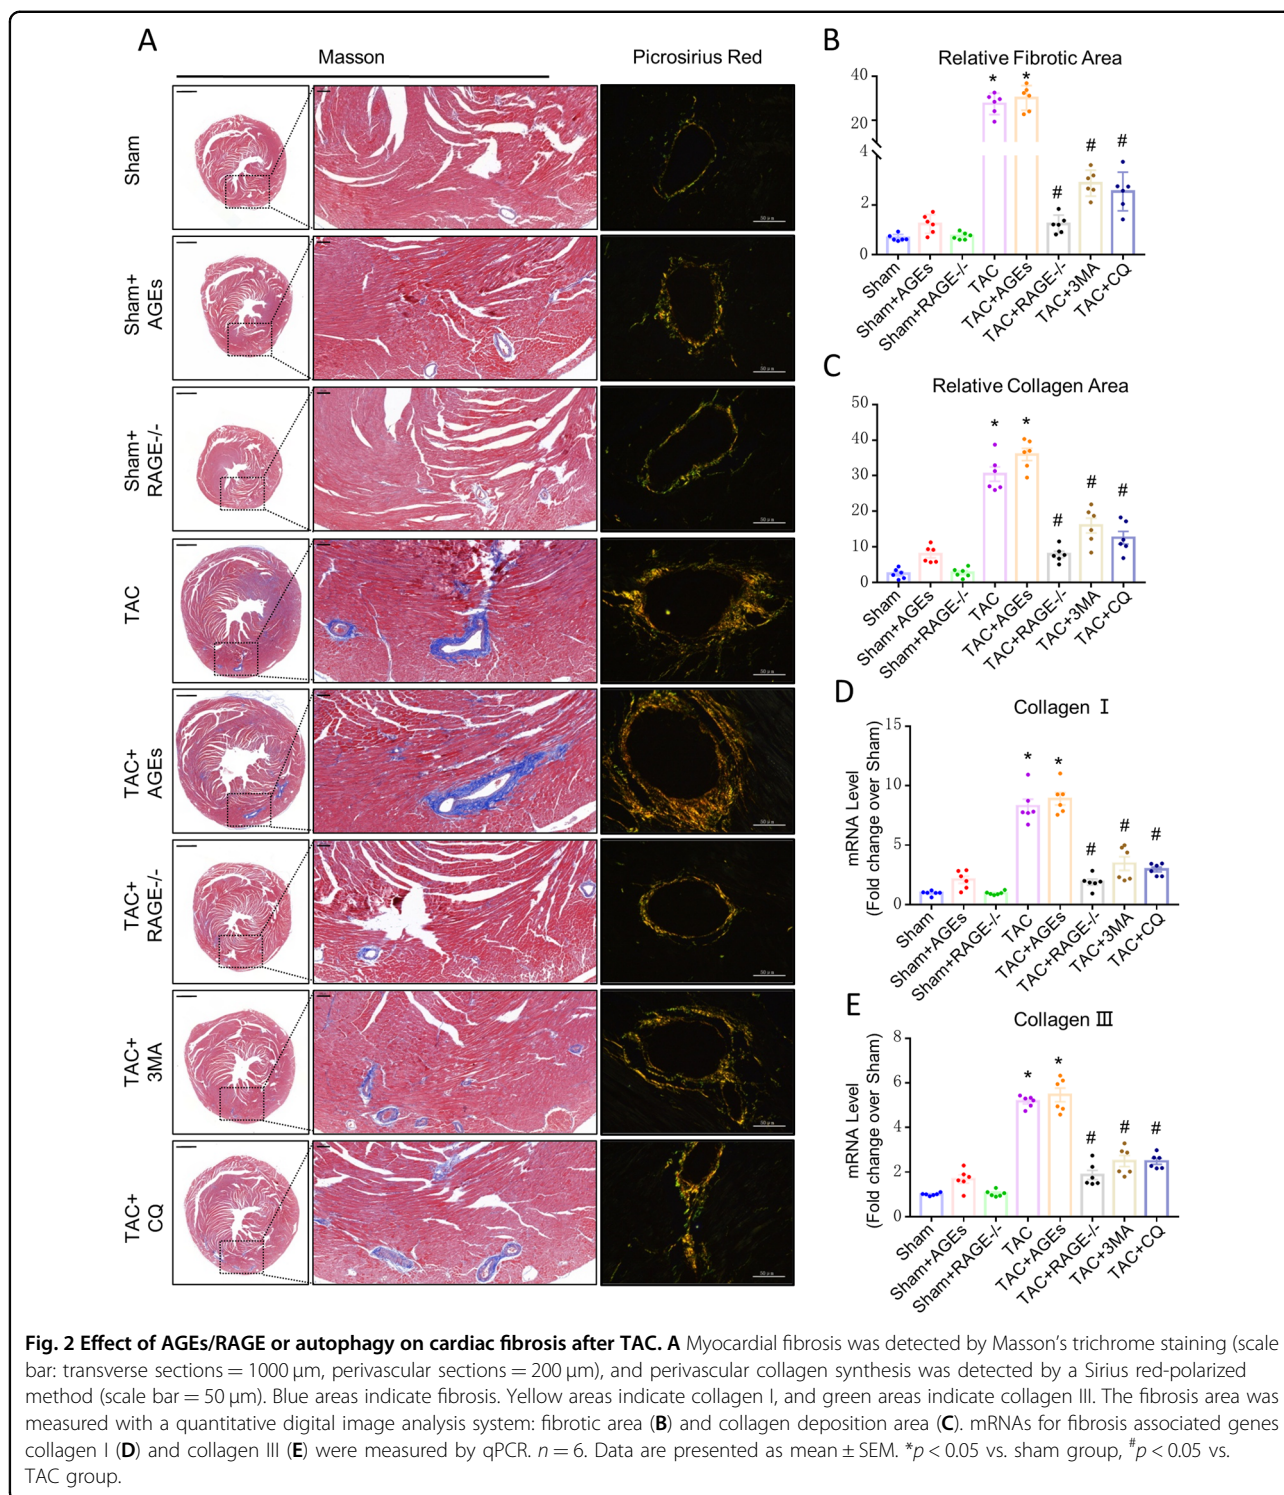 A
Masson
Picrosirius Red
Sham
Sham+
AGEs
Sham+
RAGE-/-
TAC
TAC+
AGEs
TAC+
RAGE-/-
TAC+
3MA
TAC+
CQ
B
Relative Fibrotic Area
40
20
4
2
0
*
*
#
#
#
Sham
Sham+AGEs
Sham+RAGE-/-
TAC
TAC+AGEs
TAC+RAGE-/-
TAC+3MA
TAC+CQ
C
Relative Collagen Area
50
40
30
20
10
0
*
*
#
#
#
Sham
Sham+AGEs
Sham+RAGE-/-
TAC
TAC+AGEs
TAC+RAGE-/-
TAC+3MA
TAC+CQ
D
Collagen Ⅰ
mRNA Level
(Fold change over Sham)
15
10
5
0
*
*
#
#
#
Sham
Sham+AGEs
Sham+RAGE-/-
TAC
TAC+AGEs
TAC+RAGE-/-
TAC+3MA
TAC+CQ
E
Collagen Ⅲ
mRNA Level
(Fold change over Sham)
8
6
4
2
0
*
*
#
#
#
Sham
Sham+AGEs
Sham+RAGE-/-
TAC
TAC+AGEs
TAC+RAGE-/-
TAC+3MA
TAC+CQ
Fig. 2 Effect of AGEs/RAGE or autophagy on cardiac fibrosis after TAC. A Myocardial fibrosis was detected by Masson's trichrome staining (scale
bar: transverse sections = 1000 μm, perivascular sections = 200 μm), and perivascular collagen synthesis was detected by a Sirius red-polarized
method (scale bar = 50 μm). Blue areas indicate fibrosis. Yellow areas indicate collagen I, and green areas indicate collagen III. The fibrosis area was
measured with a quantitative digital image analysis system: fibrotic area (B) and collagen deposition area (C). mRNAs for fibrosis associated genes
collagen I (D) and collagen III (E) were measured by qPCR. n = 6. Data are presented as mean ± SEM. *p < 0.05 vs. sham group, #p < 0.05 vs.
TAC group.